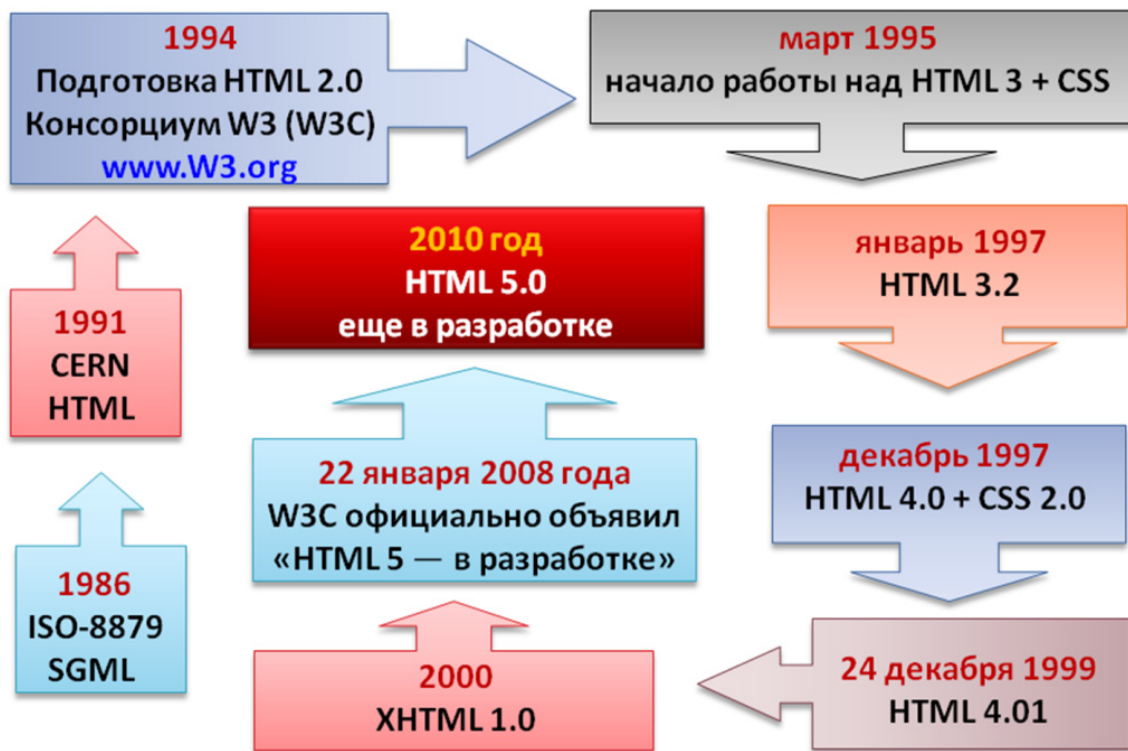 1986
ISO-8879
SGML
1991
CERN
HTML
1994
Подготовка HTML 2.0
Консорциум W3 (W3C)
www.W3.org
март 1995
начало работы над HTML 3 + CSS
январь 1997
HTML 3.2
декабрь 1997
HTML 4.0 + CSS 2.0
24 декабря 1999
HTML 4.01
2000
XHTML 1.0
22 января 2008 года
W3C официально объявил
«HTML 5 — в разработке»
2010 год
HTML 5.0
еще в разработке